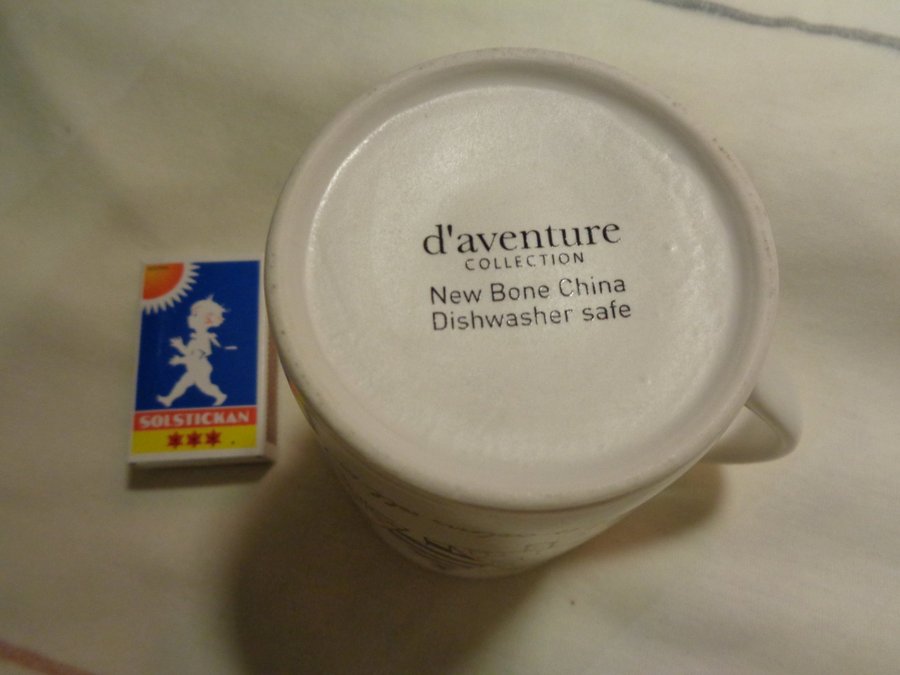 d'aventure
COLLECTION
New Bone China
Dishwasher safe
SOLSTICKAN